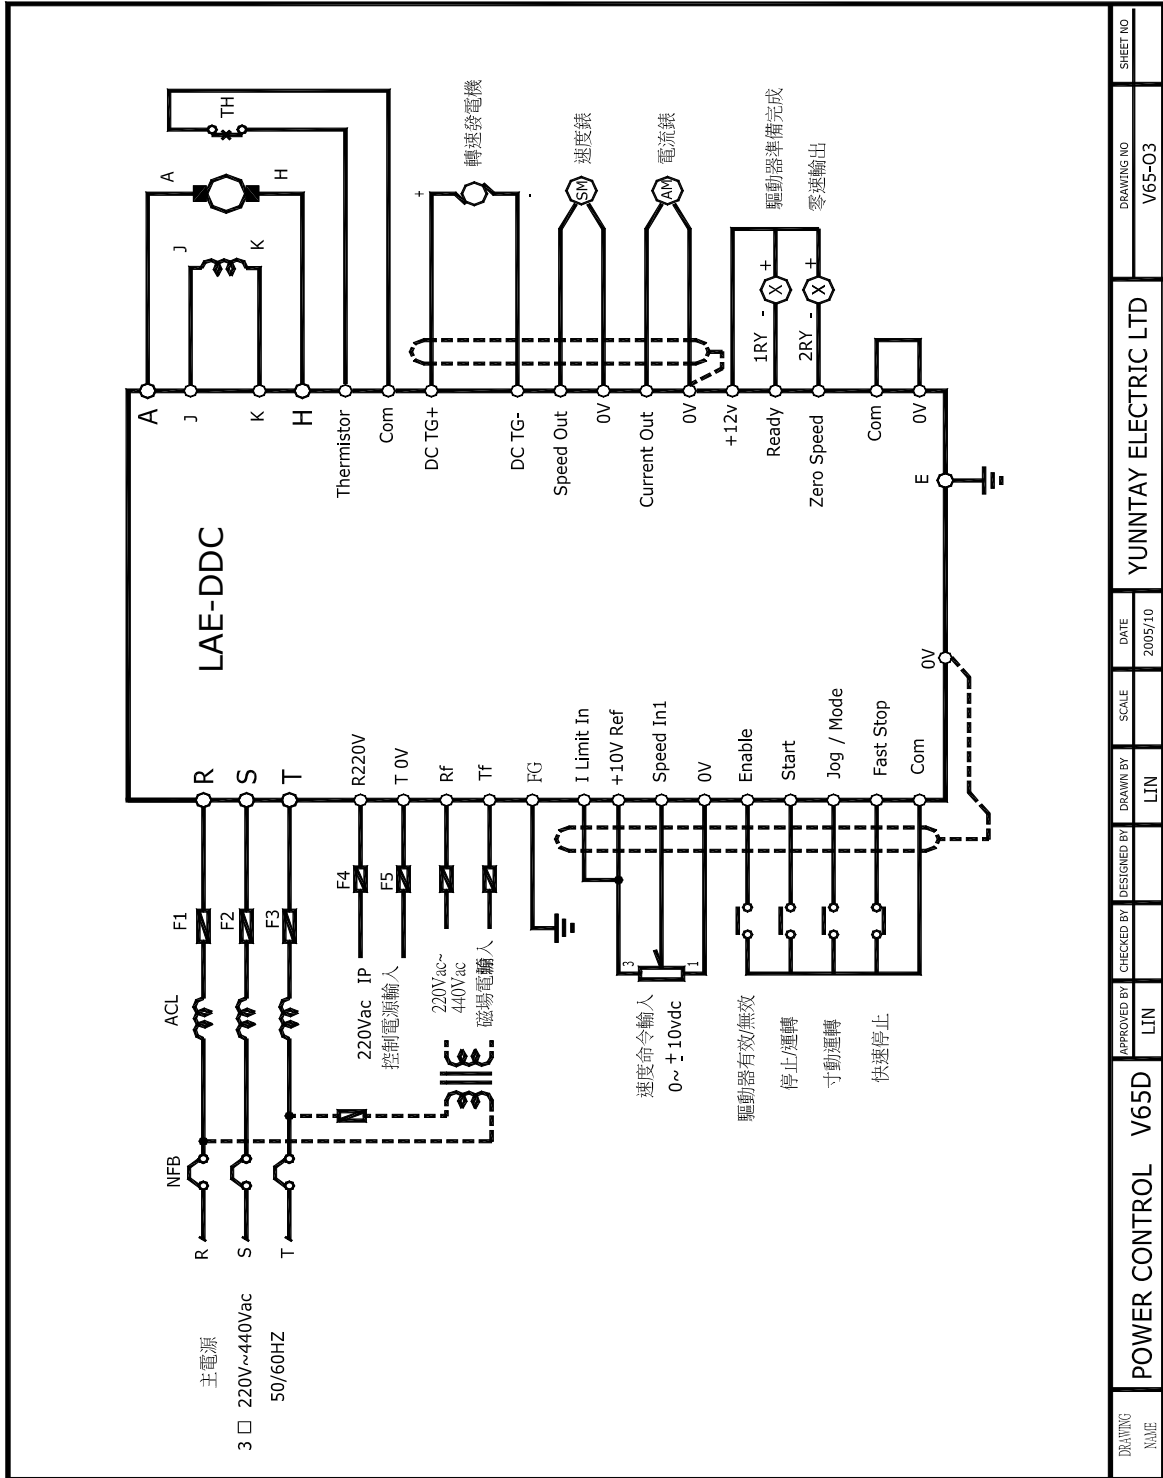 主電源
3 □ 220V~440Vac
50/60HZ
R
S
T
NFB
ACL
F1
F2
F3
220Vac IP
控制電源輸入
F4
F5
220Vac~
440Vac
磁場電源輸入
速度命令輸入
0~ ±10vdc
3
1
驅動器有效/無效
停止/運轉
寸動運轉
快速停止
R
S
T
R220V
T 0V
Rf
Tf
FG
I Limit In
+10V Ref
Speed In1
0V
Enable
Start
Jog / Mode
Fast Stop
Com
0V
LAE-DDC
E
A
J
K
H
Thermistor
Com
DC TG+
DC TG-
Speed Out
0V
Current Out
0V
+12v
Ready
Zero Speed
Com
0V
A
H
J
K
TH
+
-
轉速發電機
SM
速度錶
AM
電流錶
1RY - X +
驅動器準備完成
2RY - X +
零速輸出
DRAWING
NAME
POWER CONTROL V65D
APPROVED BY
LIN
CHECKED BY
DESIGNED BY
DRAWN BY
LIN
SCALE
DATE
2005/10
YUNNTAY ELECTRIC LTD
DRAWING NO
V65-O3
SHEET NO